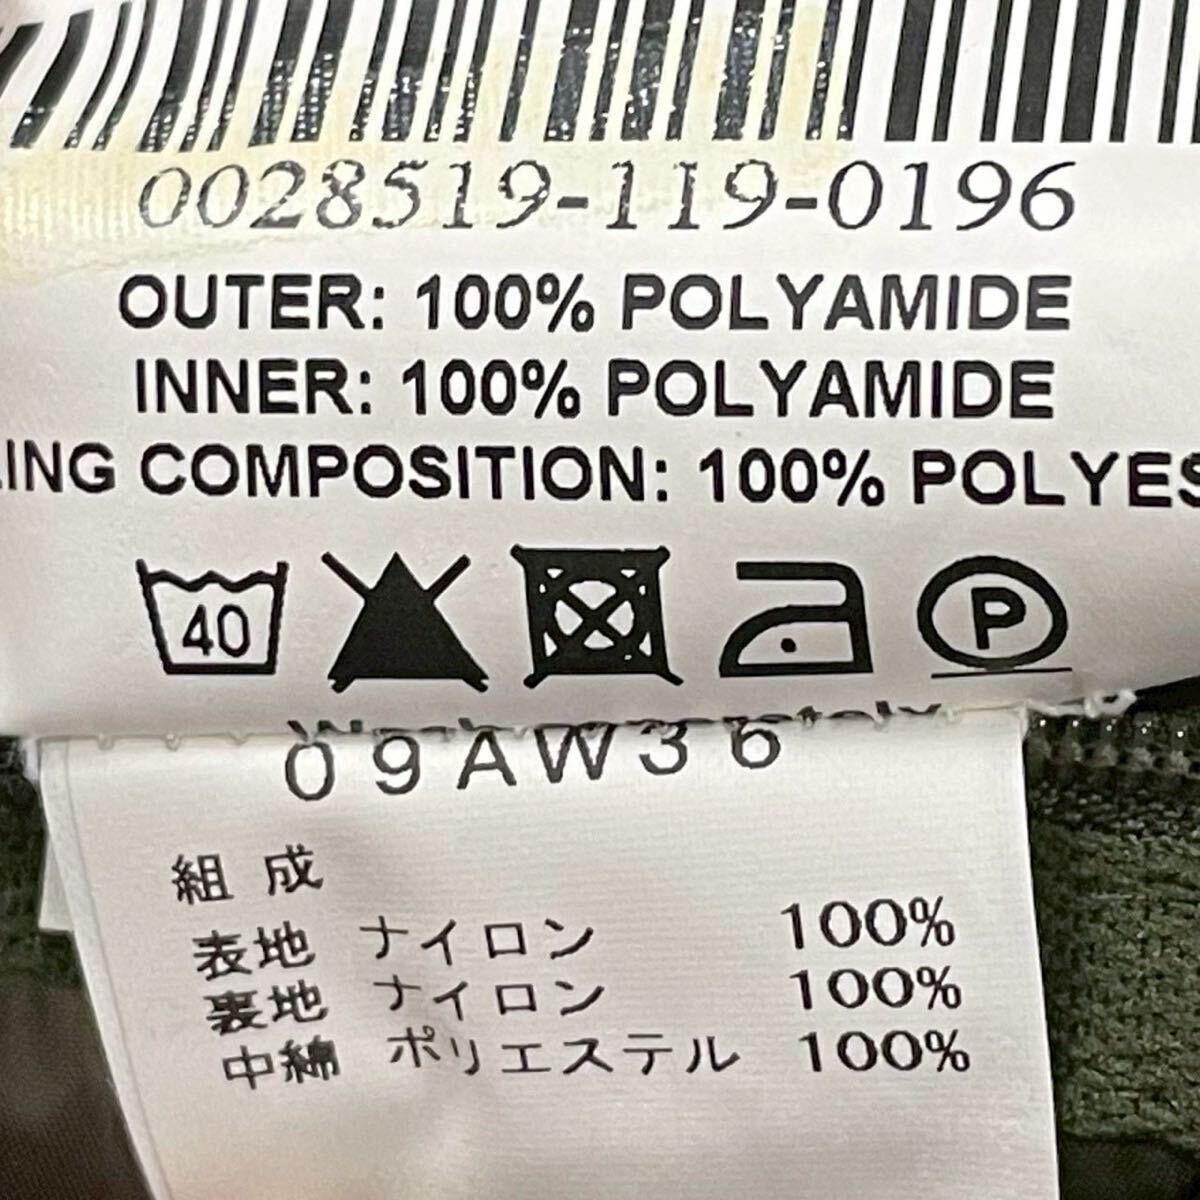 0028519-119-0196
OUTER: 100% POLYAMIDE
INNER: 100% POLYAMIDE
LING COMPOSITION: 100% POLYES
40 P
09AW36
組 成
表地 ナイロン 100%
裏地 ナイロン 100%
中綿 ポリエステル 100%